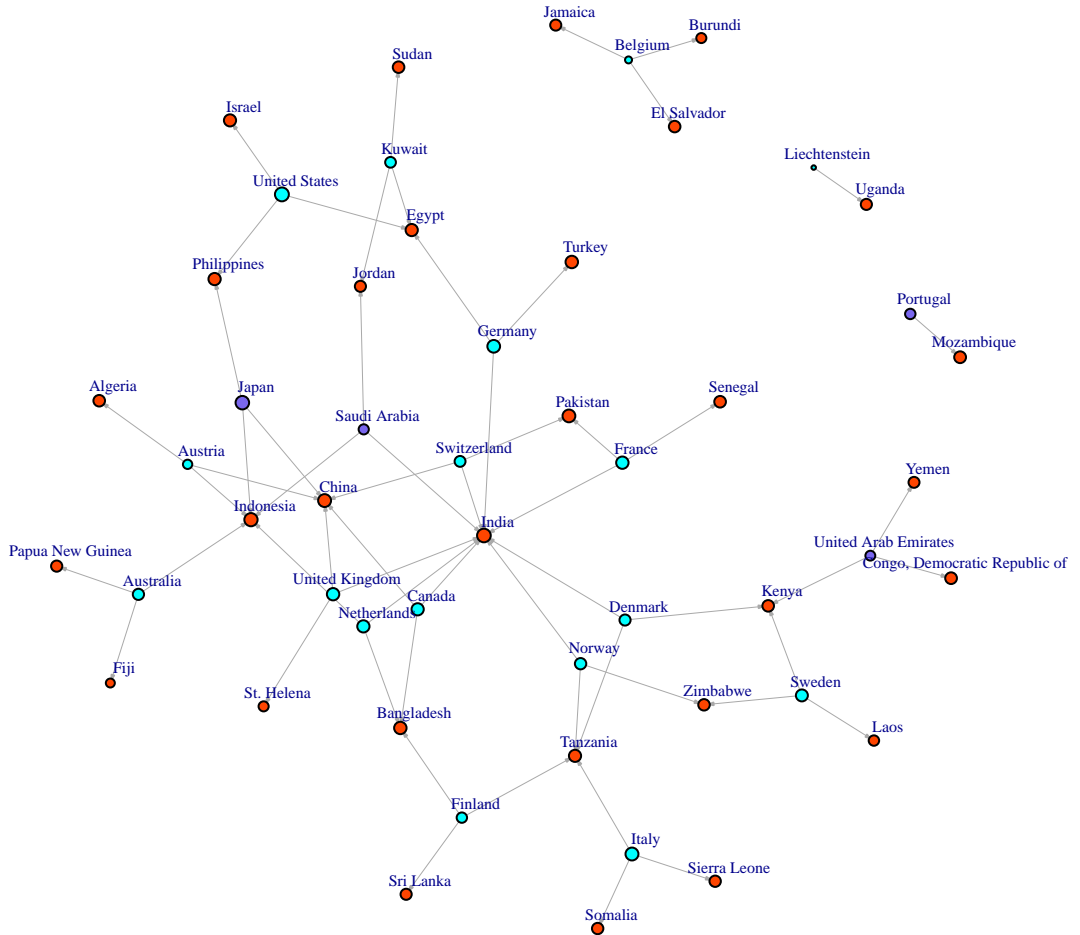 Jamaica
Burundi
Belgium
Sudan
Israel
El Salvador
Kuwait
Liechtenstein
United States
Uganda
Egypt
Turkey
Philippines
Jordan
Portugal
Germany
Mozambique
Algeria
Japan
Senegal
Saudi Arabia
Pakistan
Austria
Switzerland
France
Yemen
China
Indonesia
India
United Arab Emirates
Papua New Guinea
Congo, Democratic Republic of
Australia
United Kingdom
Canada
Kenya
Netherlands
Denmark
Norway
Fiji
St. Helena
Zimbabwe
Sweden
Bangladesh
Laos
Tanzania
Finland
Italy
Sierra Leone
Sri Lanka
Somalia